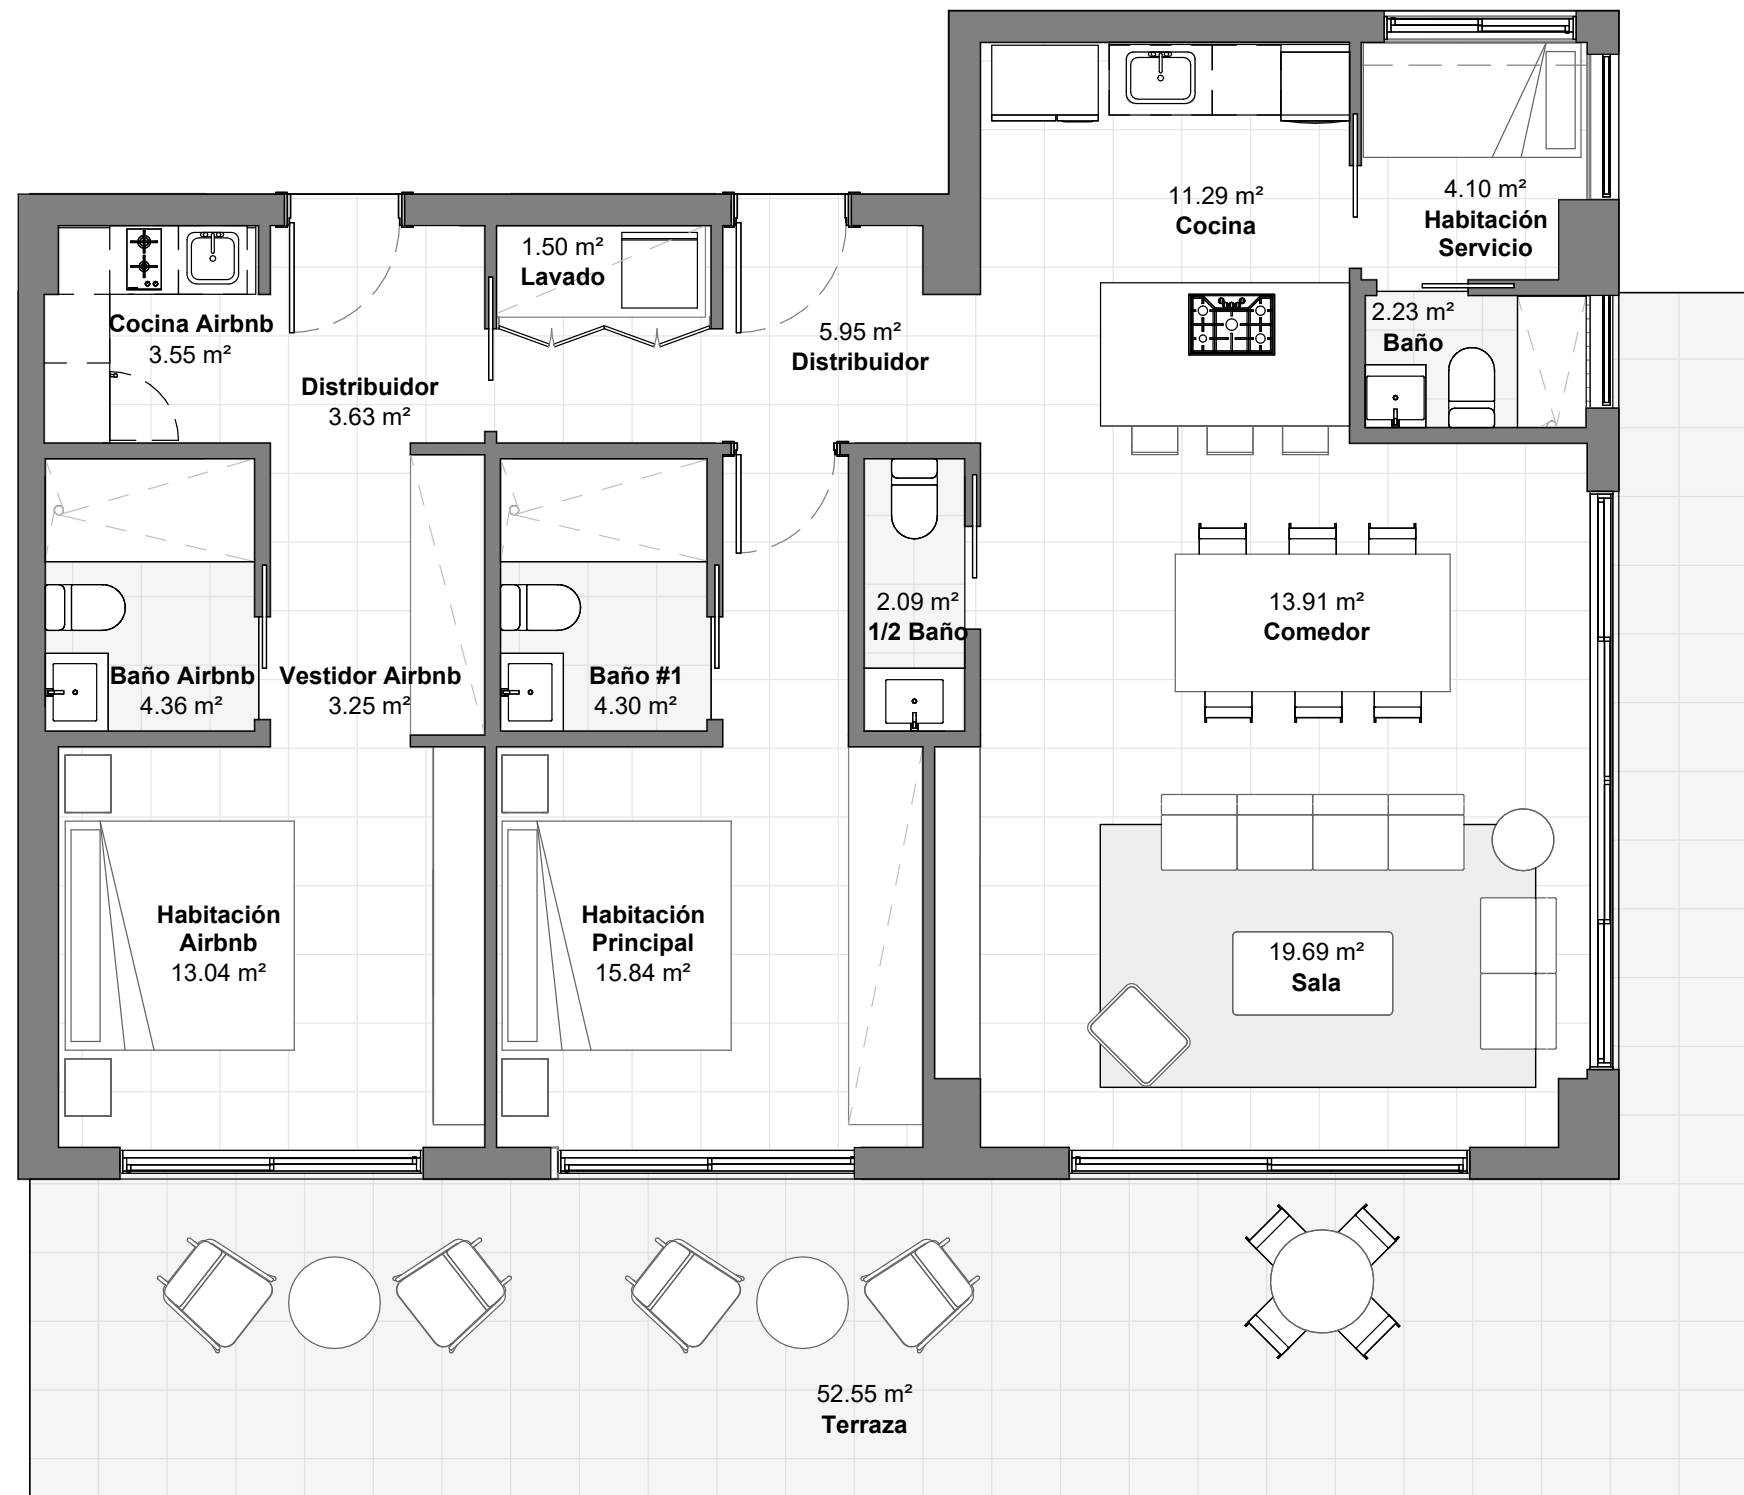 11.29 m²
Cocina
4.10 m²
Habitación
Servicio
1.50 m²
Lavado
Cocina Airbnb
3.55 m²
5.95 m²
Distribuidor
2.23 m²
Baño
Distribuidor
3.63 m²
2.09 m²
1/2 Baño
13.91 m²
Comedor
Baño Airbnb
4.36 m²
Vestidor Airbnb
3.25 m²
Baño #1
4.30 m²
Habitación
Airbnb
13.04 m²
Habitación
Principal
15.84 m²
19.69 m²
Sala
52.55 m²
Terraza